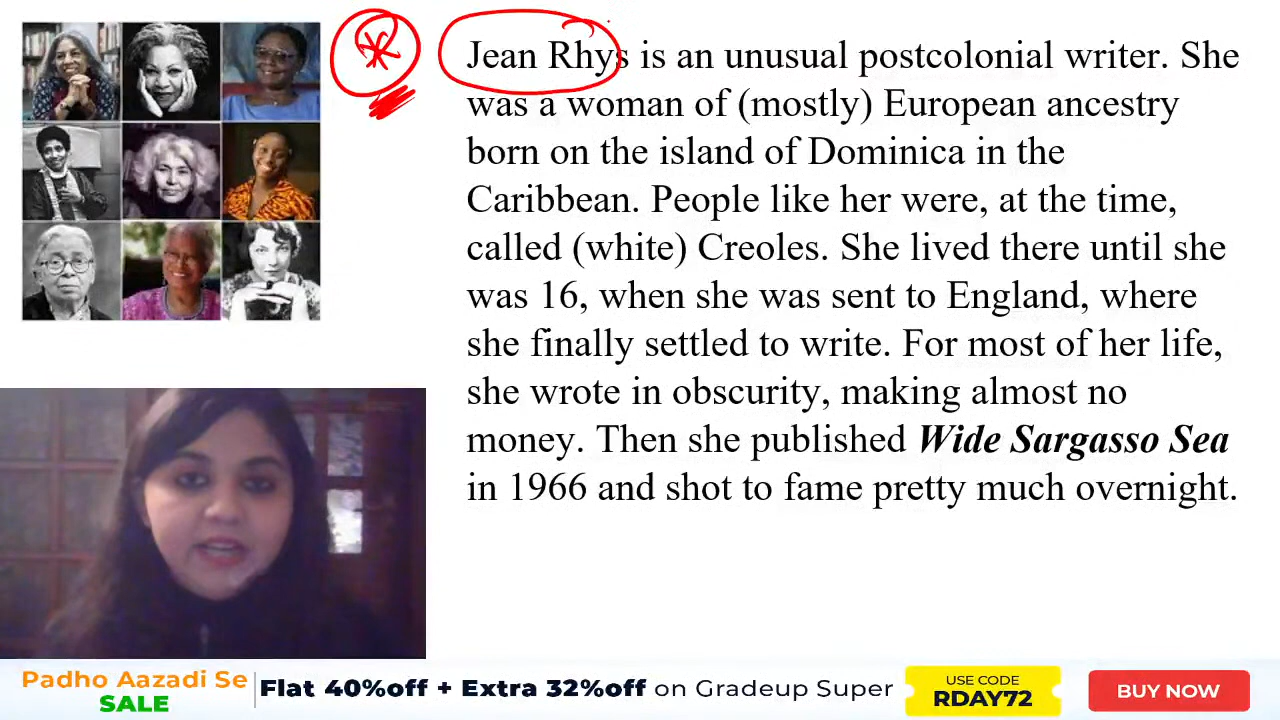 Jean Rhys is an unusual postcolonial writer. She
was a woman of (mostly) European ancestry
born on the island of Dominica in the
Caribbean. People like her were, at the time,
called (white) Creoles. She lived there until she
was 16, when she was sent to England, where
she finally settled to write. For most of her life,
she wrote in obscurity, making almost no
money. Then she published Wide Sargasso Sea
in 1966 and shot to fame pretty much overnight.
Padho Aazadi Se
SALE
Flat 40%off + Extra 32%off on Gradeup Super
USE CODE
RDAY72
BUY NOW